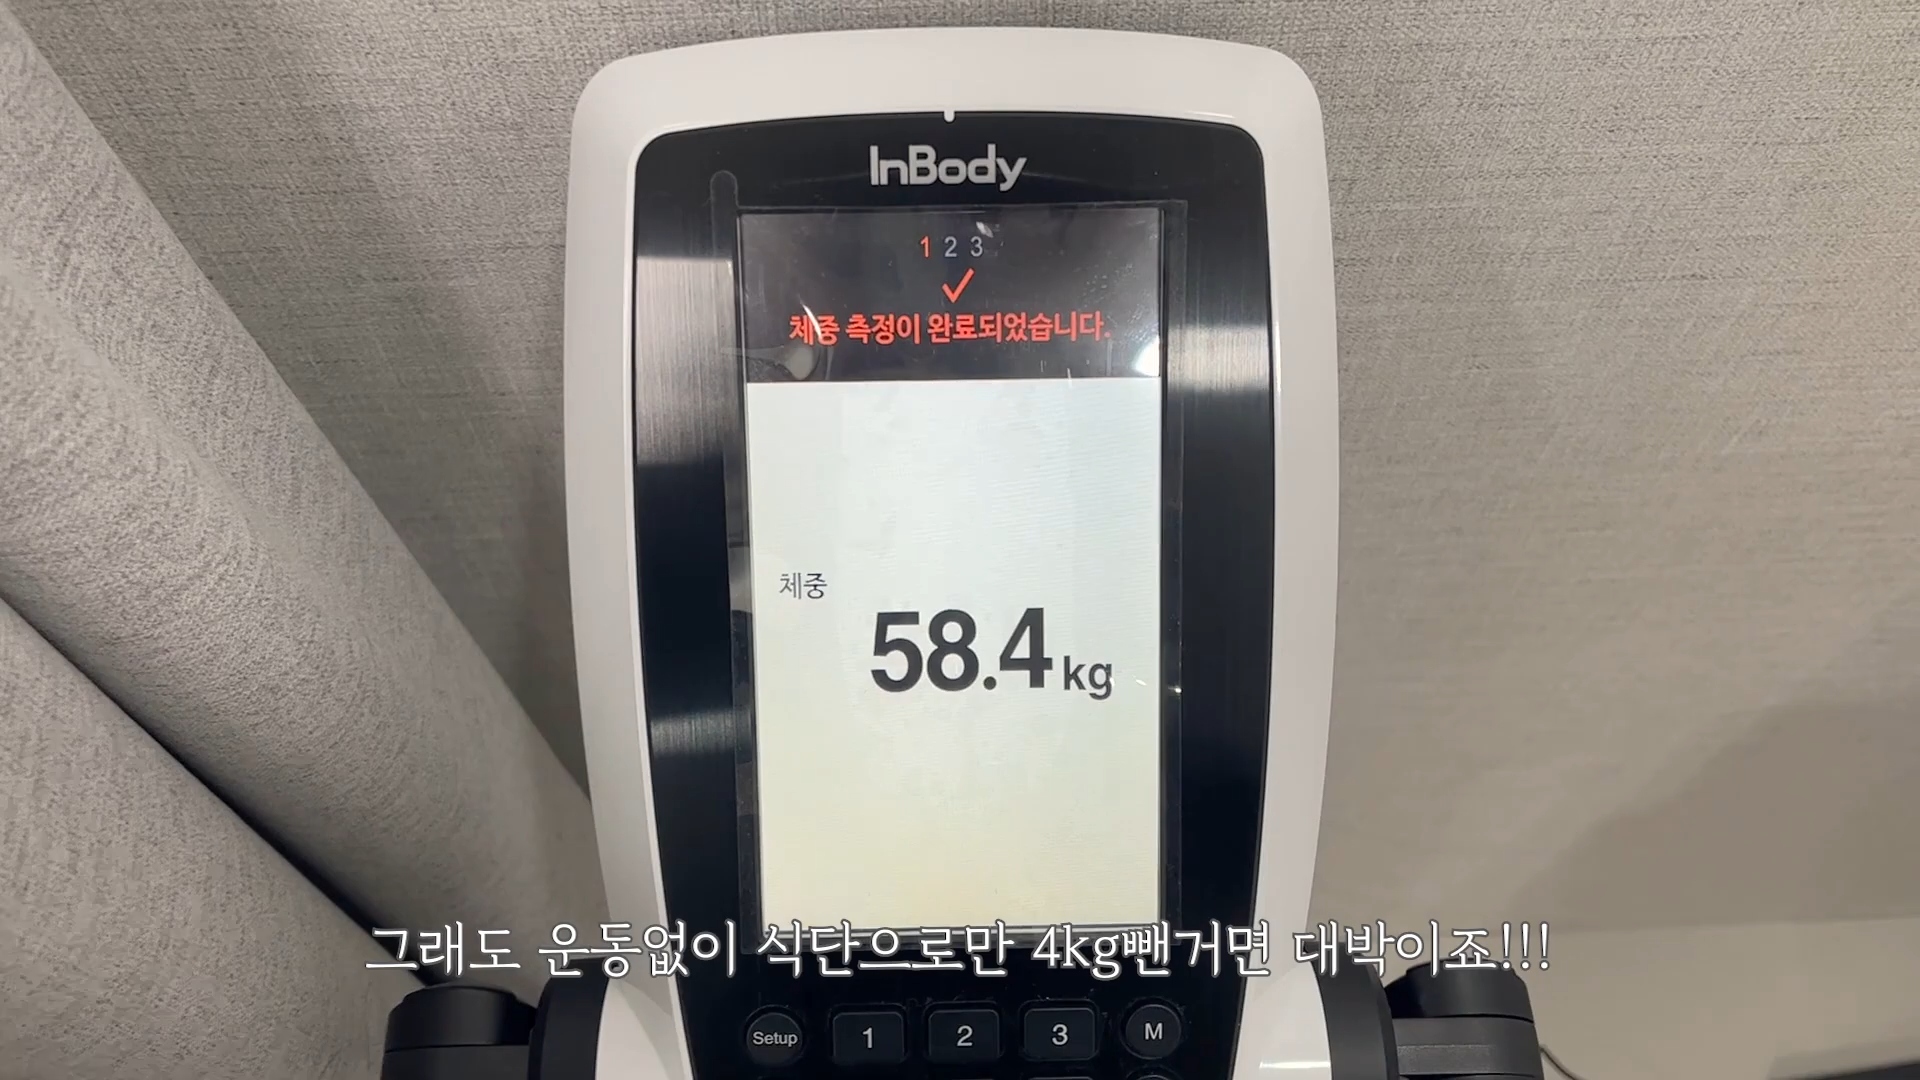 InBody
1 2 3
체중 측정이 완료되었습니다.
체중
58.4 kg
그래도 운동없이 식단으로만 4kg뺀거면 대박이죠!!!
Setup 1 2 3 M